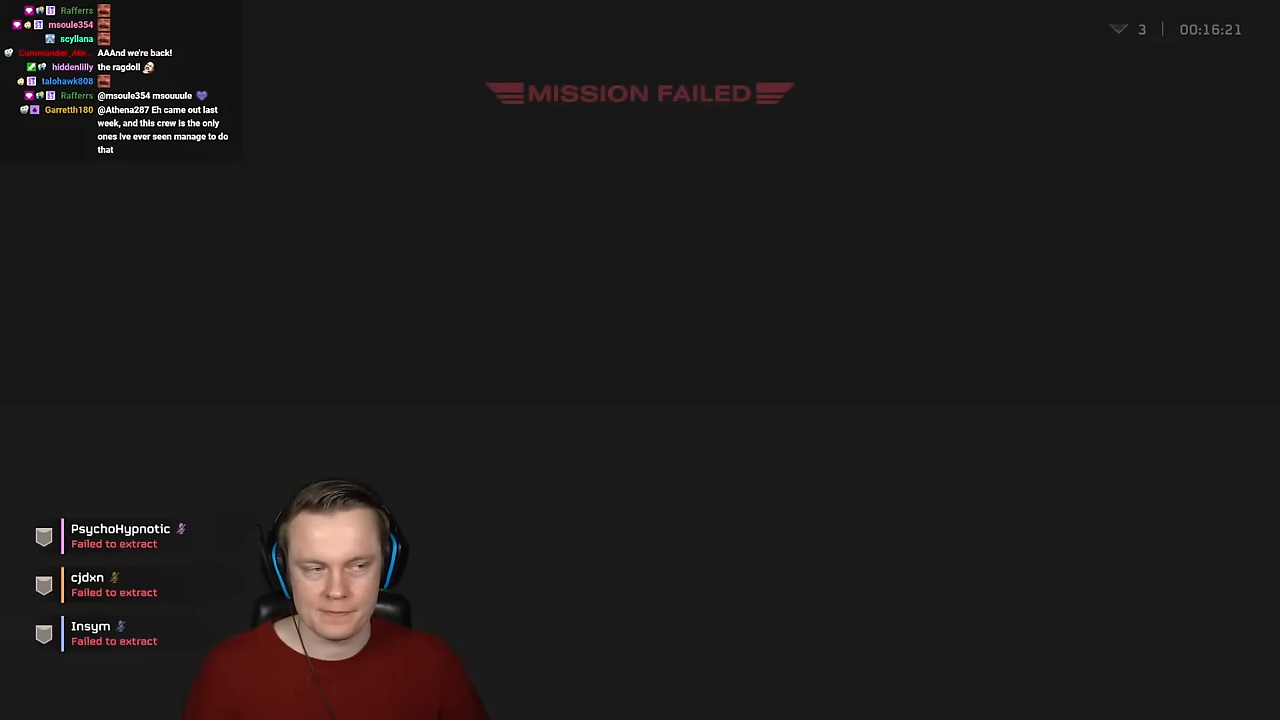 Rafferrs
msoule354
scyllana
Commander_Ate... AAAnd we're back!
hiddenlilly the ragdoll
talohawk808
Rafferrs @msoule354 msouuule
Garretth180 @Athena287 Eh came out last
week, and this crew is the only
ones ive ever seen manage to do
that
3 00:16:21
MISSION FAILED
PsychoHypnotic
Failed to extract
cjdxn
Failed to extract
Insym
Failed to extract